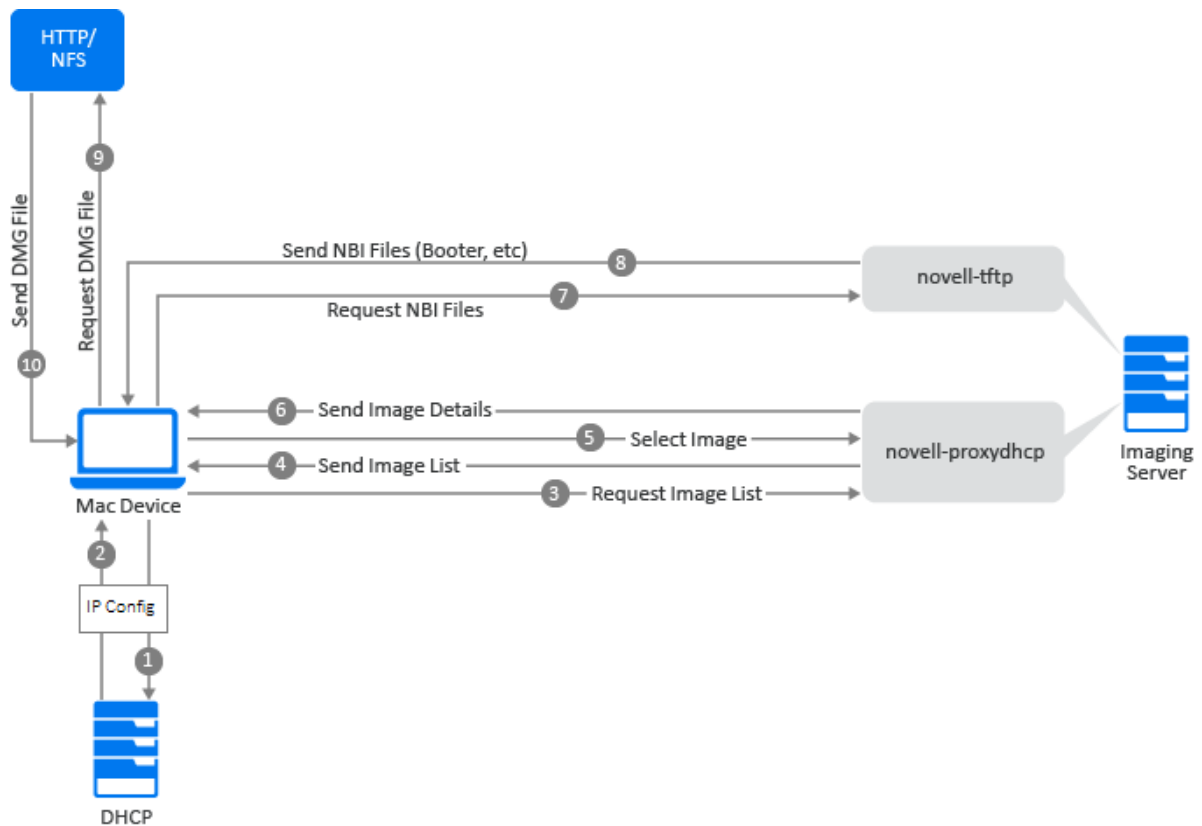 HTTP/
NFS
9
Send DMG File
Request DMG File
10
Send NBI Files (Booter, etc)
8
7
Request NBI Files
novell-tftp
6
Send Image Details
5
Select Image
4
Send Image List
3
Request Image List
novell-proxydhcp
Imaging
Server
Mac Device
2
IP Config
1
DHCP